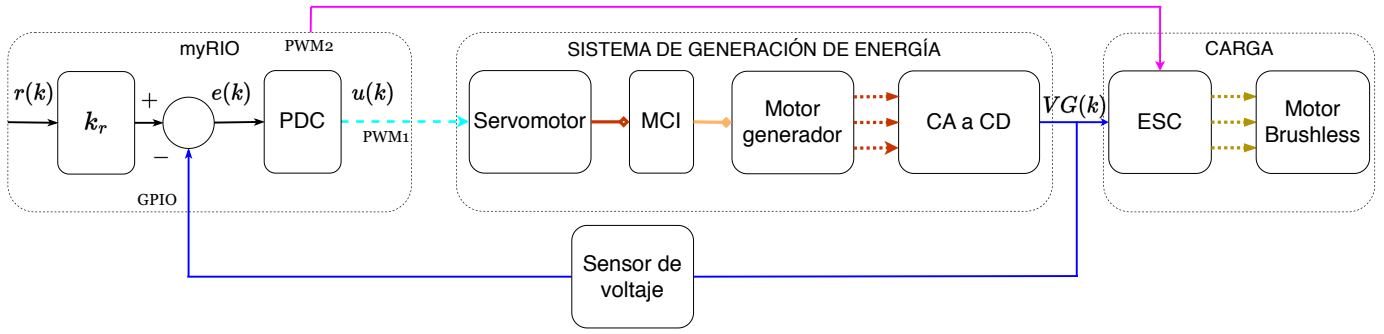 myRIO
PWM2
SISTEMA DE GENERACIÓN DE ENERGÍA
CARGA
r(k)
k_r
+
−
e(k)
PDC
u(k)
PWM1
Servomotor
MCI
Motor
generador
CA a CD
VG(k)
ESC
Motor
Brushless
GPIO
Sensor de
voltaje